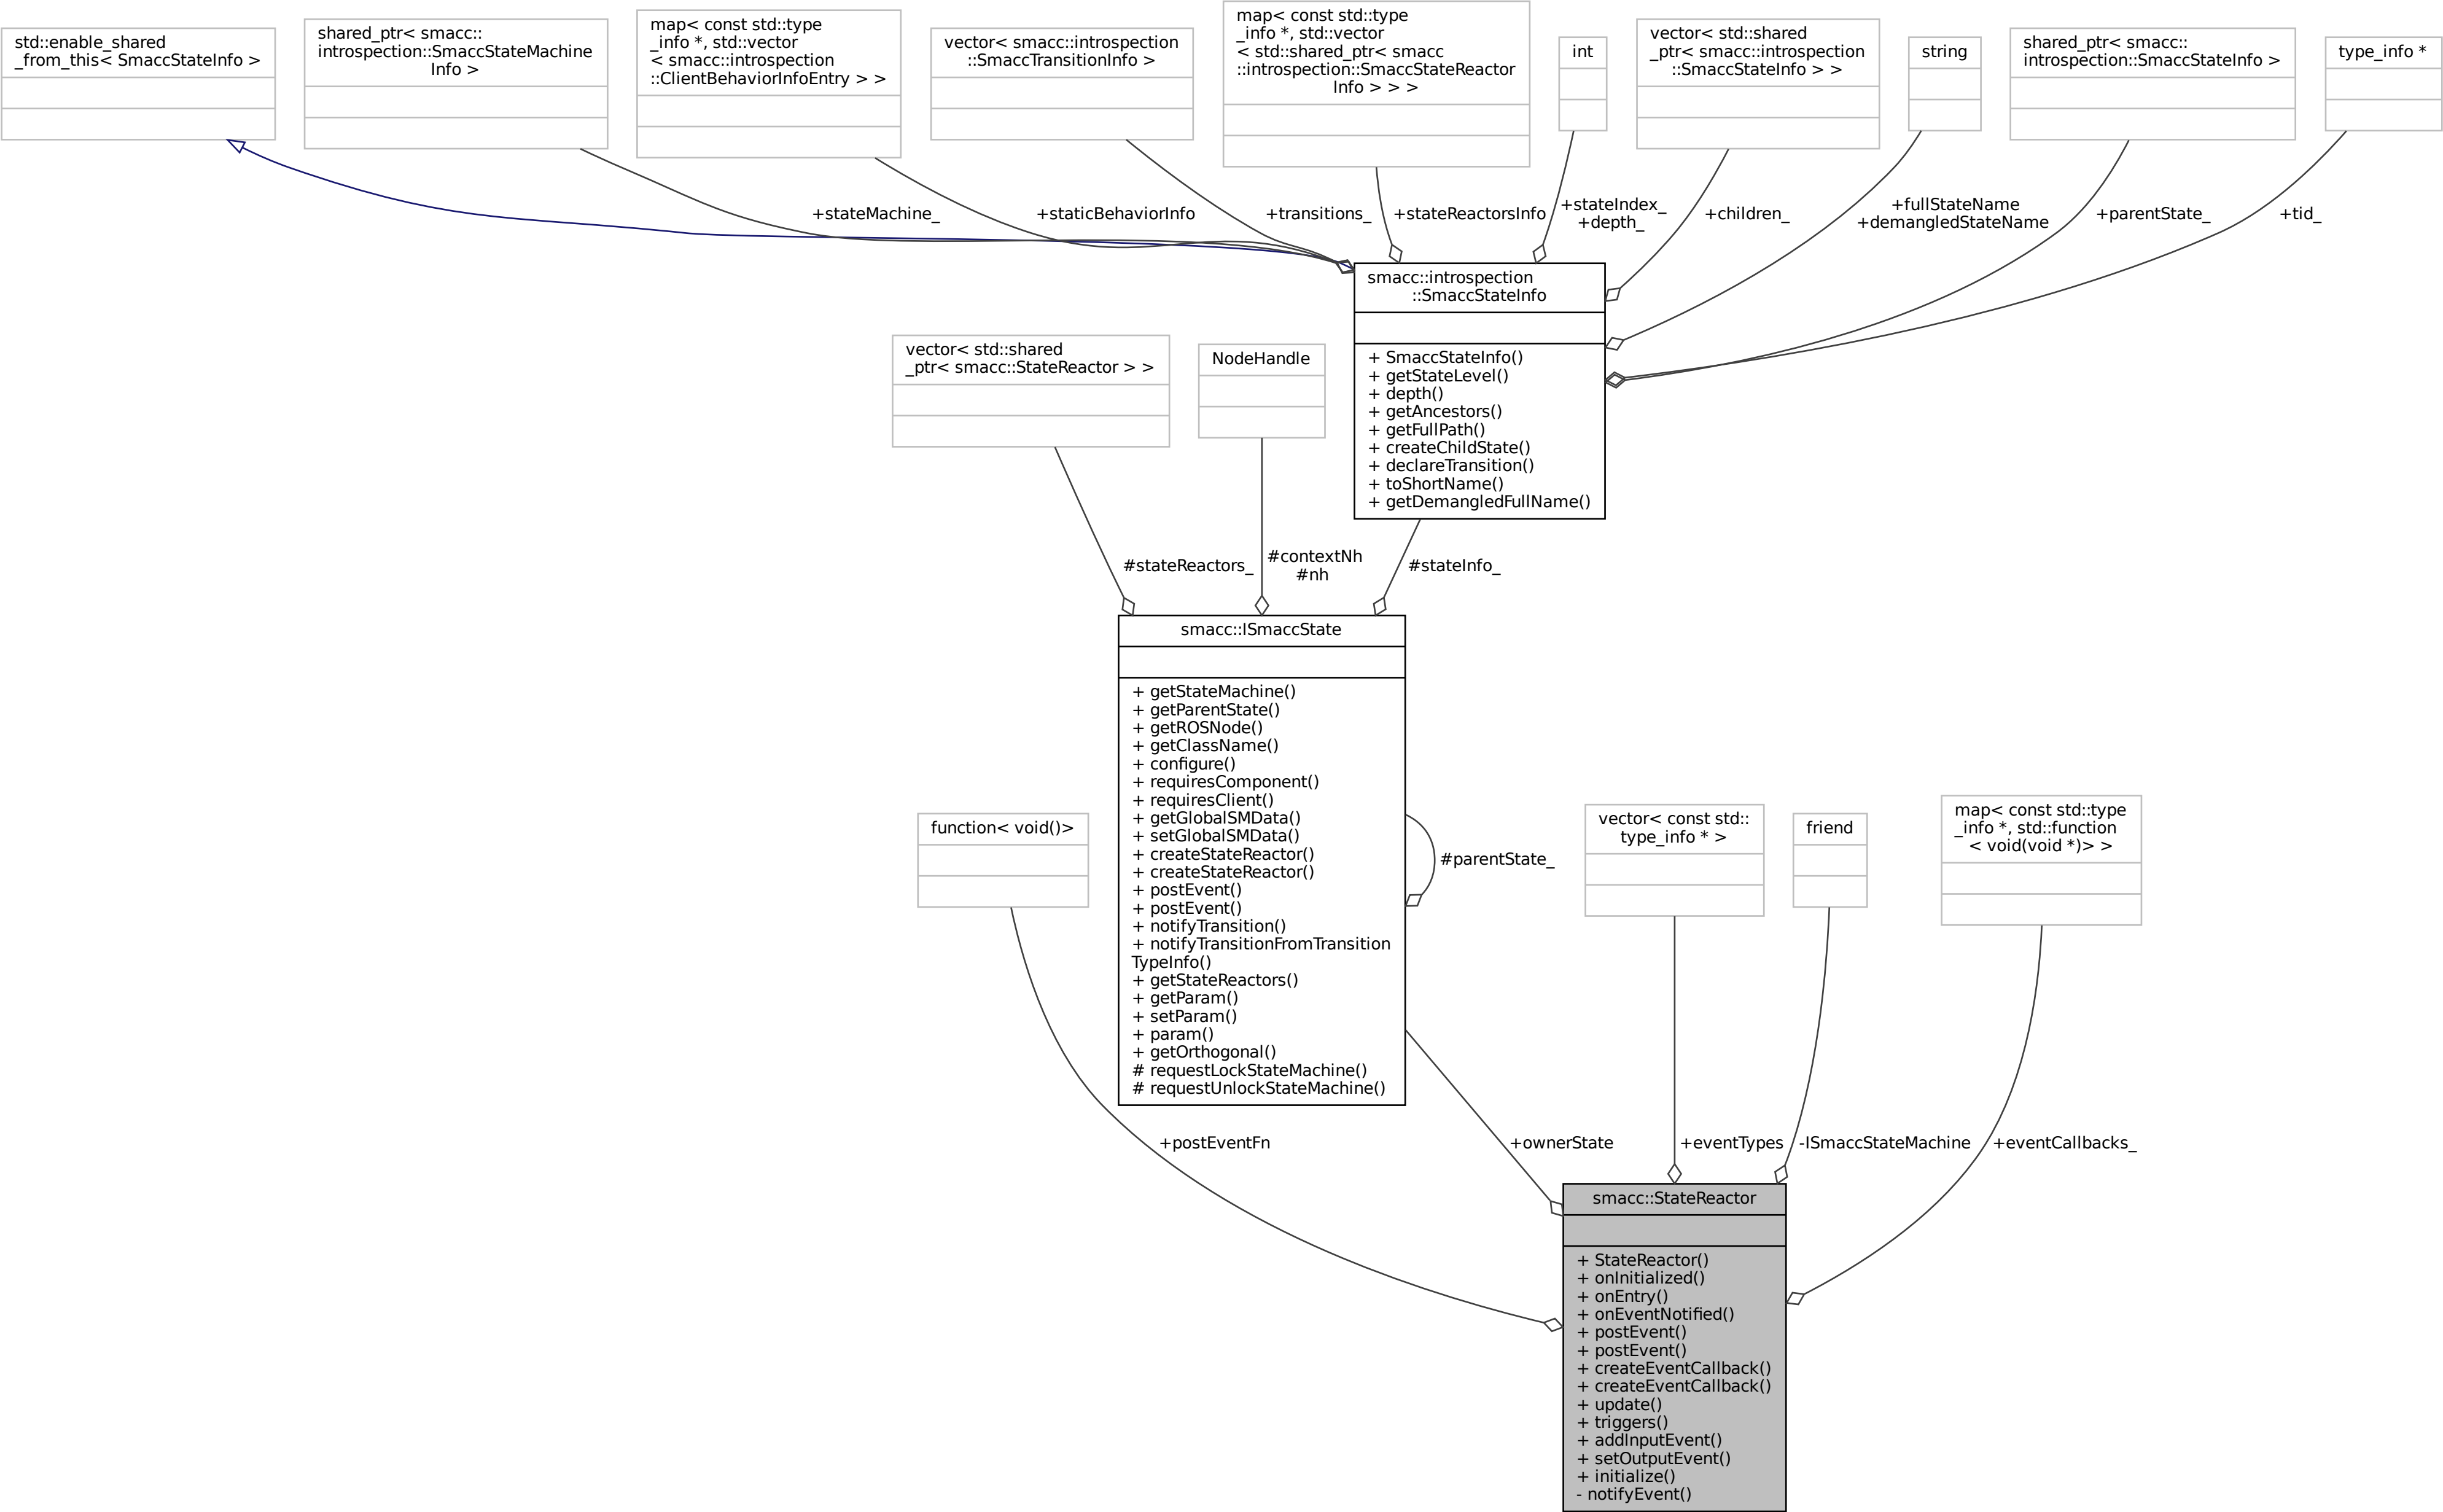 std::enable_shared
_from_this< SmaccStateInfo >
shared_ptr< smacc::
introspection::SmaccStateMachine
Info >
map< const std::type
_info *, std::vector
< smacc::introspection
::ClientBehaviorInfoEntry > >
vector< smacc::introspection
::SmaccTransitionInfo >
map< const std::type
_info *, std::vector
< std::shared_ptr< smacc
::introspection::SmaccStateReactor
Info > > >
int
vector< std::shared
_ptr< smacc::introspection
::SmaccStateInfo > >
string
shared_ptr< smacc::
introspection::SmaccStateInfo >
type_info *
+stateMachine_
+staticBehaviorInfo
+transitions_
+stateReactorsInfo
+stateIndex_
+depth_
+children_
+fullStateName
+demangledStateName
+parentState_
+tid_
smacc::introspection
::SmaccStateInfo
+ SmaccStateInfo()
+ getStateLevel()
+ depth()
+ getAncestors()
+ getFullPath()
+ createChildState()
+ declareTransition()
+ toShortName()
+ getDemangledFullName()
vector< std::shared
_ptr< smacc::StateReactor > >
NodeHandle
#stateReactors_
#contextNh
#nh
#stateInfo_
smacc::ISmaccState
+ getStateMachine()
+ getParentState()
+ getROSNode()
+ getClassName()
+ configure()
+ requiresComponent()
+ requiresClient()
+ getGlobalSMData()
+ setGlobalSMData()
+ createStateReactor()
+ createStateReactor()
+ postEvent()
+ postEvent()
+ notifyTransition()
+ notifyTransitionFromTransition
TypeInfo()
+ getStateReactors()
+ getParam()
+ setParam()
+ param()
+ getOrthogonal()
# requestLockStateMachine()
# requestUnlockStateMachine()
#parentState_
function< void()>
vector< const std::
type_info * >
friend
map< const std::type
_info *, std::function
< void(void *)> >
+postEventFn
+ownerState
+eventTypes
-ISmaccStateMachine
+eventCallbacks_
smacc::StateReactor
+ StateReactor()
+ onInitialized()
+ onEntry()
+ onEventNotified()
+ postEvent()
+ postEvent()
+ createEventCallback()
+ createEventCallback()
+ update()
+ triggers()
+ addInputEvent()
+ setOutputEvent()
+ initialize()
- notifyEvent()